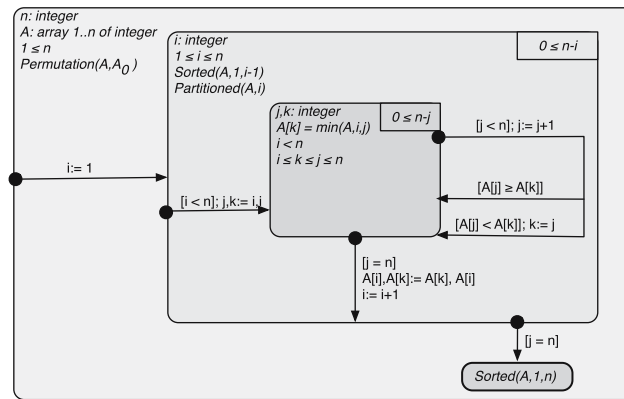 n: integer
A: array 1..n of integer
1 ≤ n
Permutation(A,A0 )
i: integer
1 ≤ i ≤ n
Sorted(A,1,i-1)
Partitioned(A,i)
0 ≤ n-i
j,k: integer
A[k] = min(A,i,j)
i < n
i ≤ k ≤ j ≤ n
0 ≤ n-j
[j < n]; j:= j+1
i:= 1
[A[j] ≥ A[k]]
[i < n]; j,k:= i,j
[A[j] < A[k]]; k:= j
[j = n]
A[i],A[k]:= A[k], A[i]
i:= i+1
[j = n]
Sorted(A,1,n)